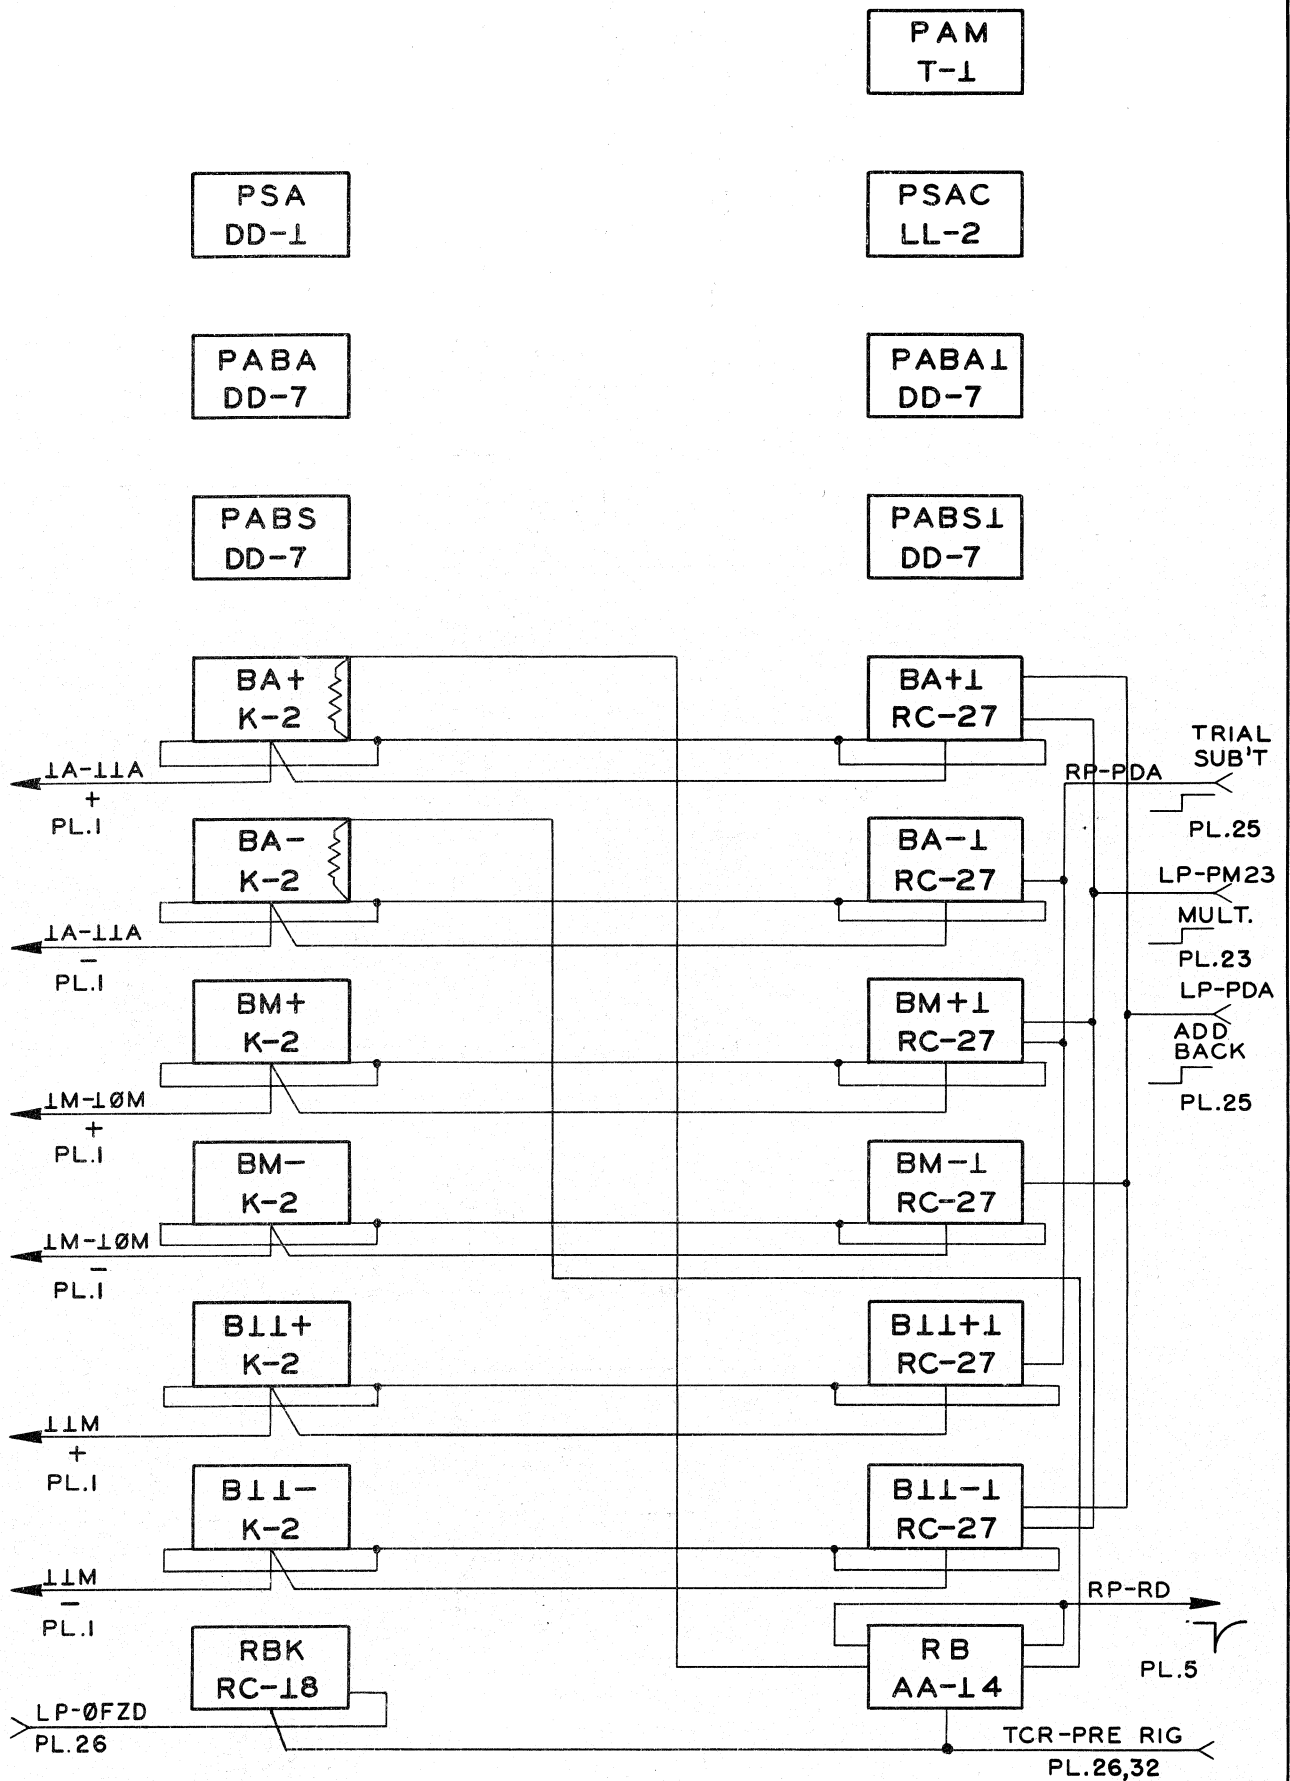 PAM
T-1
PSA
DD-1
PSAC
LL-2
PABA
DD-7
PABA1
DD-7
PABS
DD-7
PABS1
DD-7
BA+
K-2
BA+1
RC-27
TRIAL
SUB'T
RP-PDA
PL.25
1A-11A
+
PL.1
BA-
K-2
BA-1
RC-27
LP-PM23
MULT.
PL.23
1A-11A
-
PL.1
BM+
K-2
BM+1
RC-27
LP-PDA
ADD
BACK
PL.25
1M-1ØM
+
PL.1
BM-
K-2
BM-1
RC-27
1M-1ØM
-
PL.1
B11+
K-2
B11+1
RC-27
11M
+
PL.1
B11-
K-2
B11-1
RC-27
11M
-
PL.1
RP-RD
PL.5
RBK
RC-18
RB
AA-14
LP-ØFZD
PL.26
TCR-PRE RIG
PL.26,32